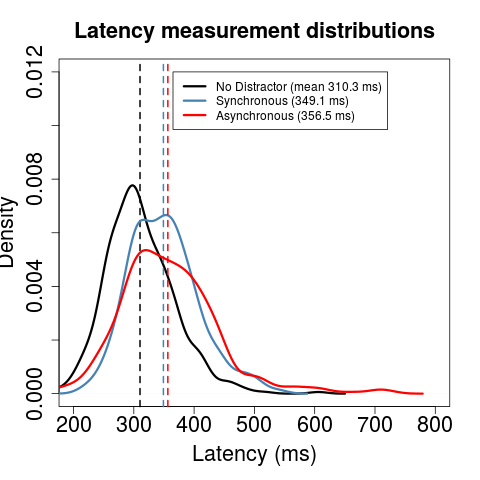 Latency measurement distributions
No Distractor (mean 310.3 ms)
Synchronous (349.1 ms)
Asynchronous (356.5 ms)
Density
0.012
0.008
0.004
0.000
200 300 400 500 600 700 800
Latency (ms)